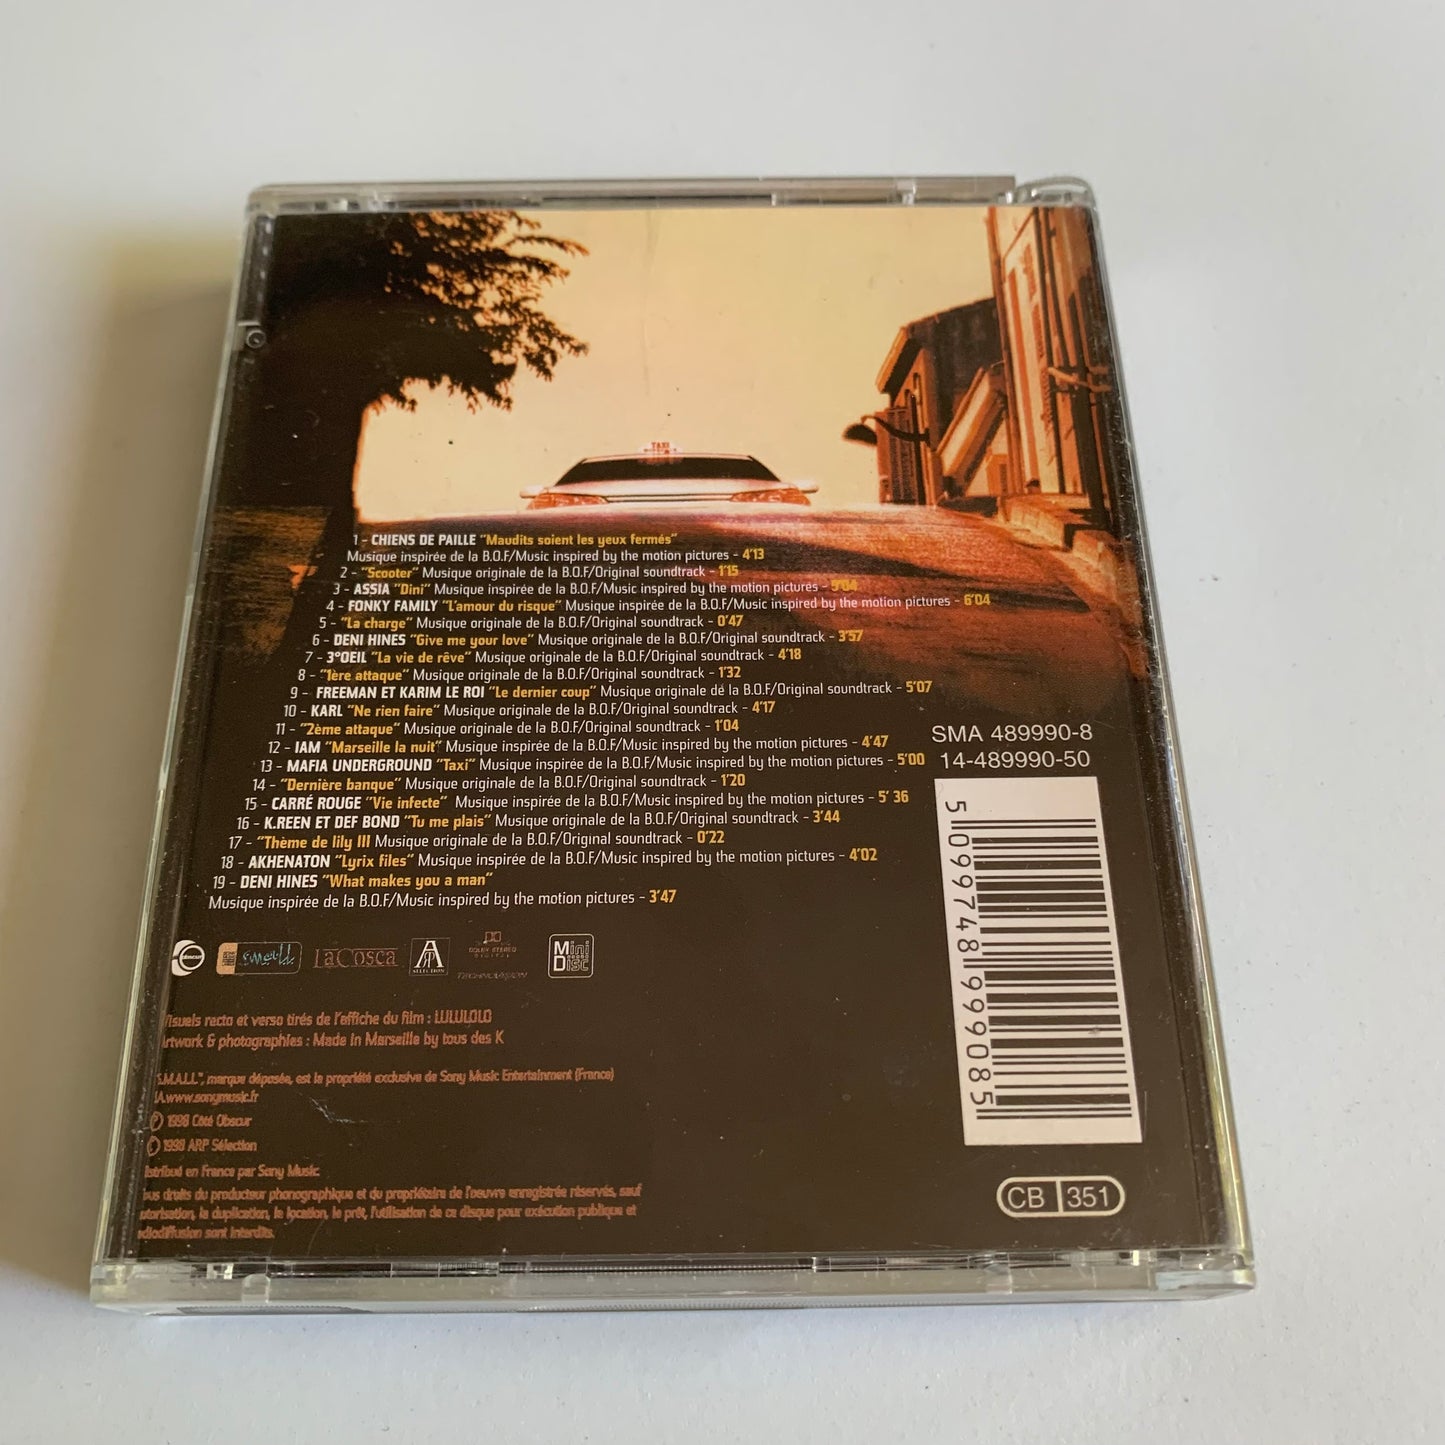 TAXI
1 - CHIENS DE PAILLE "Maudits soient les yeux fermés"
Musique inspirée de la B.O.F/Music inspired by the motion pictures - 4'13
2 - "Scooter" Musique originale de la B.O.F/Original soundtrack - 1'15
3 - ASSIA "Dini" Musique inspirée de la B.O.F/Music inspired by the motion pictures - 5'04
4 - FONKY FAMILY "L'amour du risque" Musique inspirée de la B.O.F/Music inspired by the motion pictures - 6'04
5 - "La charge" Musique originale de la B.O.F/Original soundtrack - 0'47
6 - DENI HINES "Give me your love" Musique originale de la B.O.F/Original soundtrack - 3'57
7 - 3°OEIL "La vie de rêve" Musique originale de la B.O.F/Original soundtrack - 4'18
8 - "1ère attaque" Musique originale de la B.O.F/Original soundtrack - 1'32
9 - FREEMAN ET KARIM LE ROI "Le dernier coup" Musique originale de la B.O.F/Original soundtrack - 5'07
10 - KARL "Ne rien faire" Musique originale de la B.O.F/Original soundtrack - 4'17
11 - "2ème attaque" Musique originale de la B.O.F/Original soundtrack - 1'04
12 - IAM "Marseille la nuit" Musique inspirée de la B.O.F/Music inspired by the motion pictures - 4'47
13 - MAFIA UNDERGROUND "Taxi" Musique inspirée de la B.O.F/Music inspired by the motion pictures - 5'00
14 - "Dernière banque" Musique originale de la B.O.F/Original soundtrack - 1'20
15 - CARRÉ ROUGE "Vie infecte" Musique inspirée de la B.O.F/Music inspired by the motion pictures - 5' 36
16 - K.REEN ET DEF BOND "Tu me plais" Musique originale de la B.O.F/Original soundtrack - 3'44
17 - "Thème de lily III Musique originale de la B.O.F/Original soundtrack - 0'22
18 - AKHENATON "Lyrix files" Musique inspirée de la B.O.F/Music inspired by the motion pictures - 4'02
19 - DENI HINES "What makes you a man"
Musique inspirée de la B.O.F/Music inspired by the motion pictures - 3'47
SMA 489990-8
14-489990-50
5 099748 999085
LaCosca
ARP SELECTION
DOLBY STEREO
DIGITAL
TECHNOVISION
Mini Disc
Visuels recto et verso tirés de l'affiche du film : LULULOLO
Artwork & photographies : Made in Marseille by tous des K
S.M.A.L.L.™, marque déposée, est la propriété exclusive de Sony Music Entertainment (France)
.A.www.sonymusic.fr
℗ 1998 Côté Obscur
© 1998 ARP Sélection
istribué en France par Sony Music.
ous droits du producteur phonographique et du propriétaire de l'oeuvre enregistrée réservés, sauf
utorisation, la duplication, la location, le prêt, l'utilisation de ce disque pour exécution publique et
diodiffusion sont interdits.
CB 351